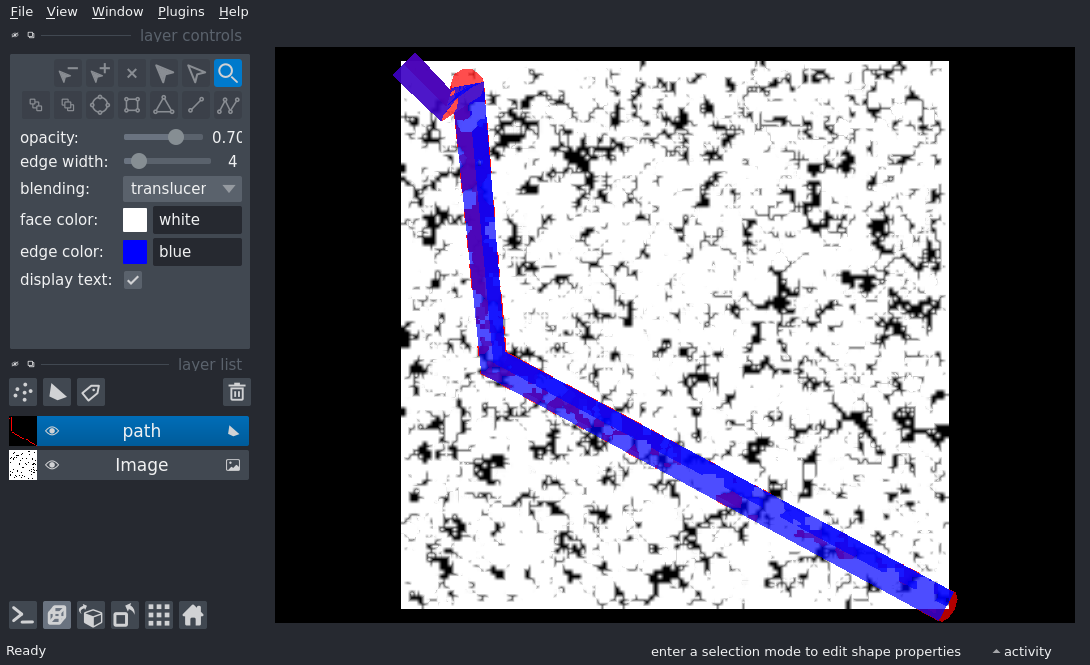 File View Window Plugins Help
layer controls
opacity: 0.70
edge width: 4
blending: translucer
face color: white
edge color: blue
display text:
layer list
path
Image
Ready
enter a selection mode to edit shape properties
activity